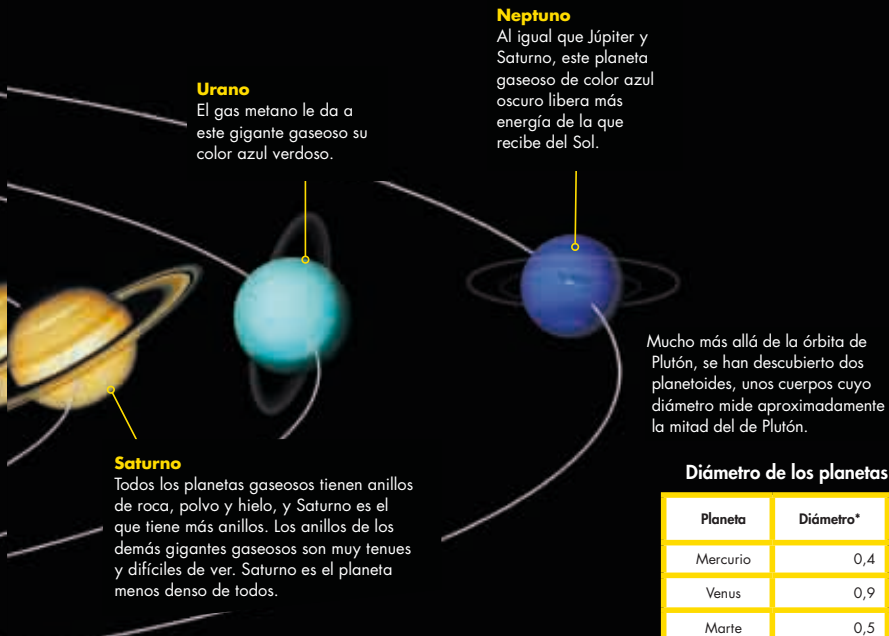 Neptuno
Al igual que Júpiter y
Saturno, este planeta
gaseoso de color azul
oscuro libera más
energía de la que
recibe del Sol.
Urano
El gas metano le da a
este gigante gaseoso su
color azul verdoso.
Mucho más allá de la órbita de
Plutón, se han descubierto dos
planetoides, unos cuerpos cuyo
diámetro mide aproximadamente
la mitad del de Plutón.
Saturno
Todos los planetas gaseosos tienen anillos
de roca, polvo y hielo, y Saturno es el
que tiene más anillos. Los anillos de los
demás gigantes gaseosos son muy tenues
y difíciles de ver. Saturno es el planeta
menos denso de todos.
Diámetro de los planetas
Planeta Diámetro*
Mercurio 0,4
Venus 0,9
Marte 0,5